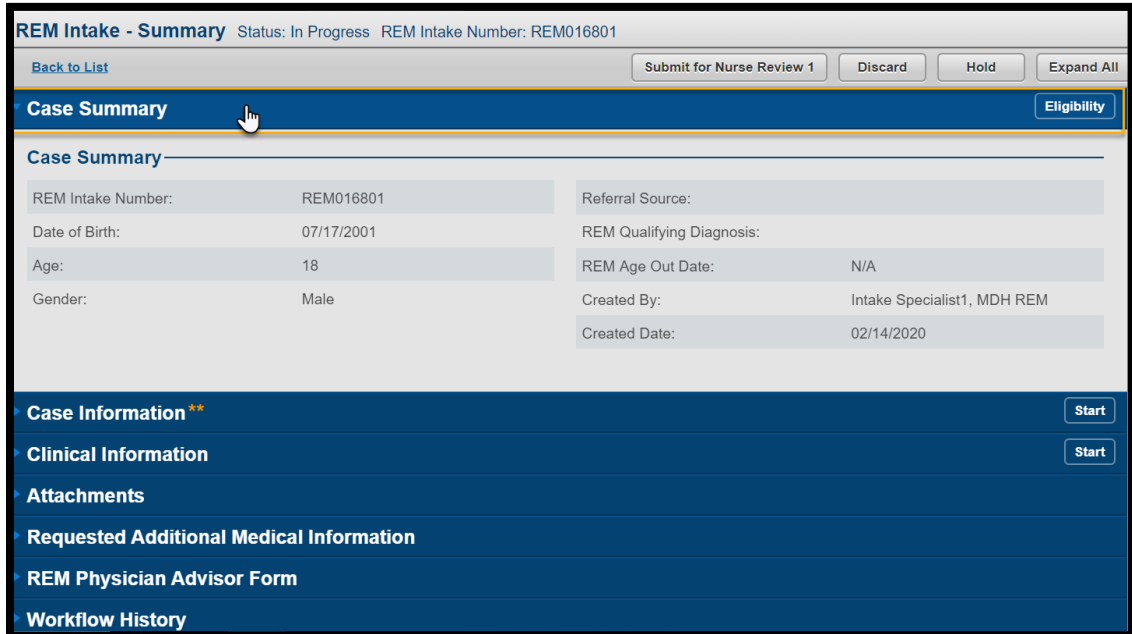 REM Intake - Summary Status: In Progress REM Intake Number: REM016801
Back to List Submit for Nurse Review 1 Discard Hold Expand All
Case Summary Eligibility
Case Summary
REM Intake Number: REM016801
Date of Birth: 07/17/2001
Age: 18
Gender: Male
Referral Source:
REM Qualifying Diagnosis:
REM Age Out Date: N/A
Created By: Intake Specialist1, MDH REM
Created Date: 02/14/2020
Case Information** Start
Clinical Information Start
Attachments
Requested Additional Medical Information
REM Physician Advisor Form
Workflow History